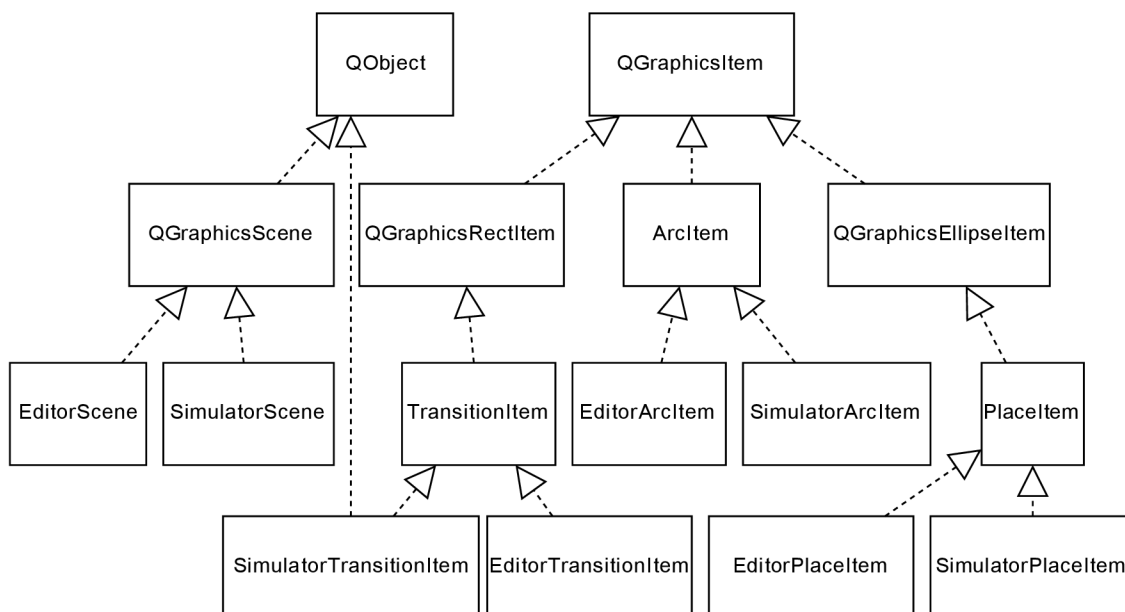 QObject
QGraphicsItem
QGraphicsScene
QGraphicsRectItem
ArcItem
QGraphicsEllipseItem
EditorScene
SimulatorScene
TransitionItem
EditorArcItem
SimulatorArcItem
PlaceItem
SimulatorTransitionItem
EditorTransitionItem
EditorPlaceItem
SimulatorPlaceItem